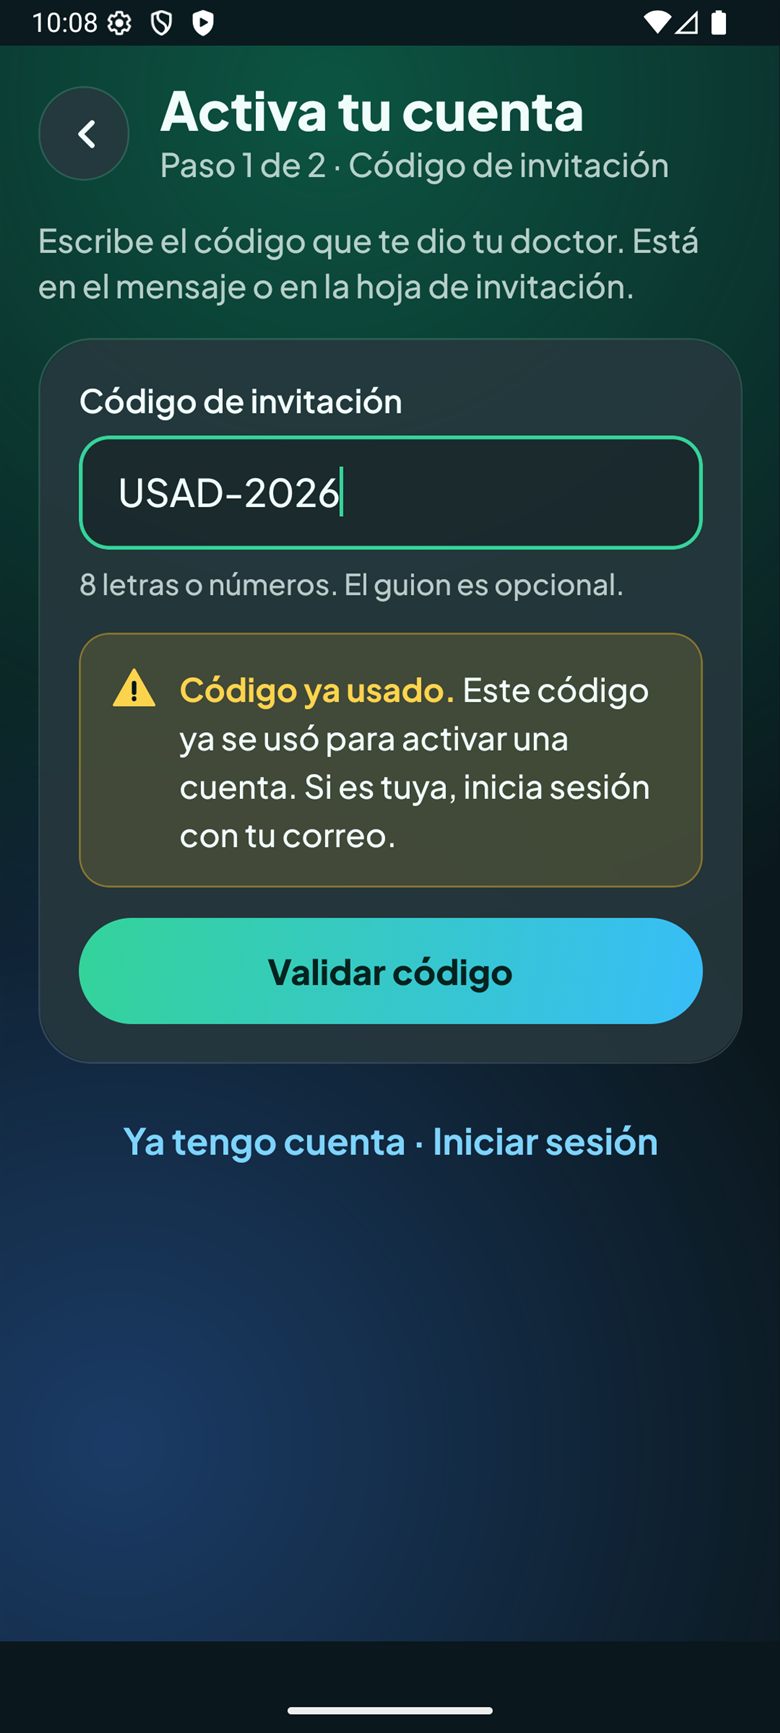 10:08
Activa tu cuenta
Paso 1 de 2 · Código de invitación
Escribe el código que te dio tu doctor. Está
en el mensaje o en la hoja de invitación.
Código de invitación
USAD-2026
8 letras o números. El guion es opcional.
Código ya usado. Este código
ya se usó para activar una
cuenta. Si es tuya, inicia sesión
con tu correo.
Validar código
Ya tengo cuenta · Iniciar sesión